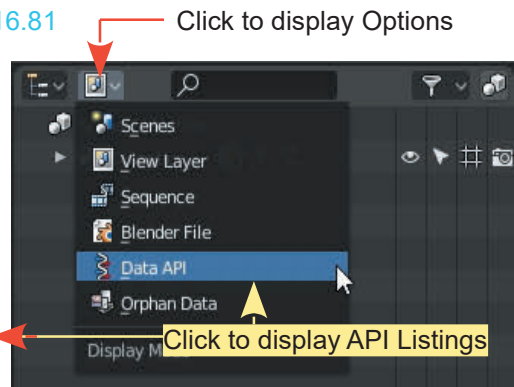 16.81
Click to display Options
Scenes
View Layer
Sequence
Blender File
Data API
Orphan Data
Click to display API Listings
Display M